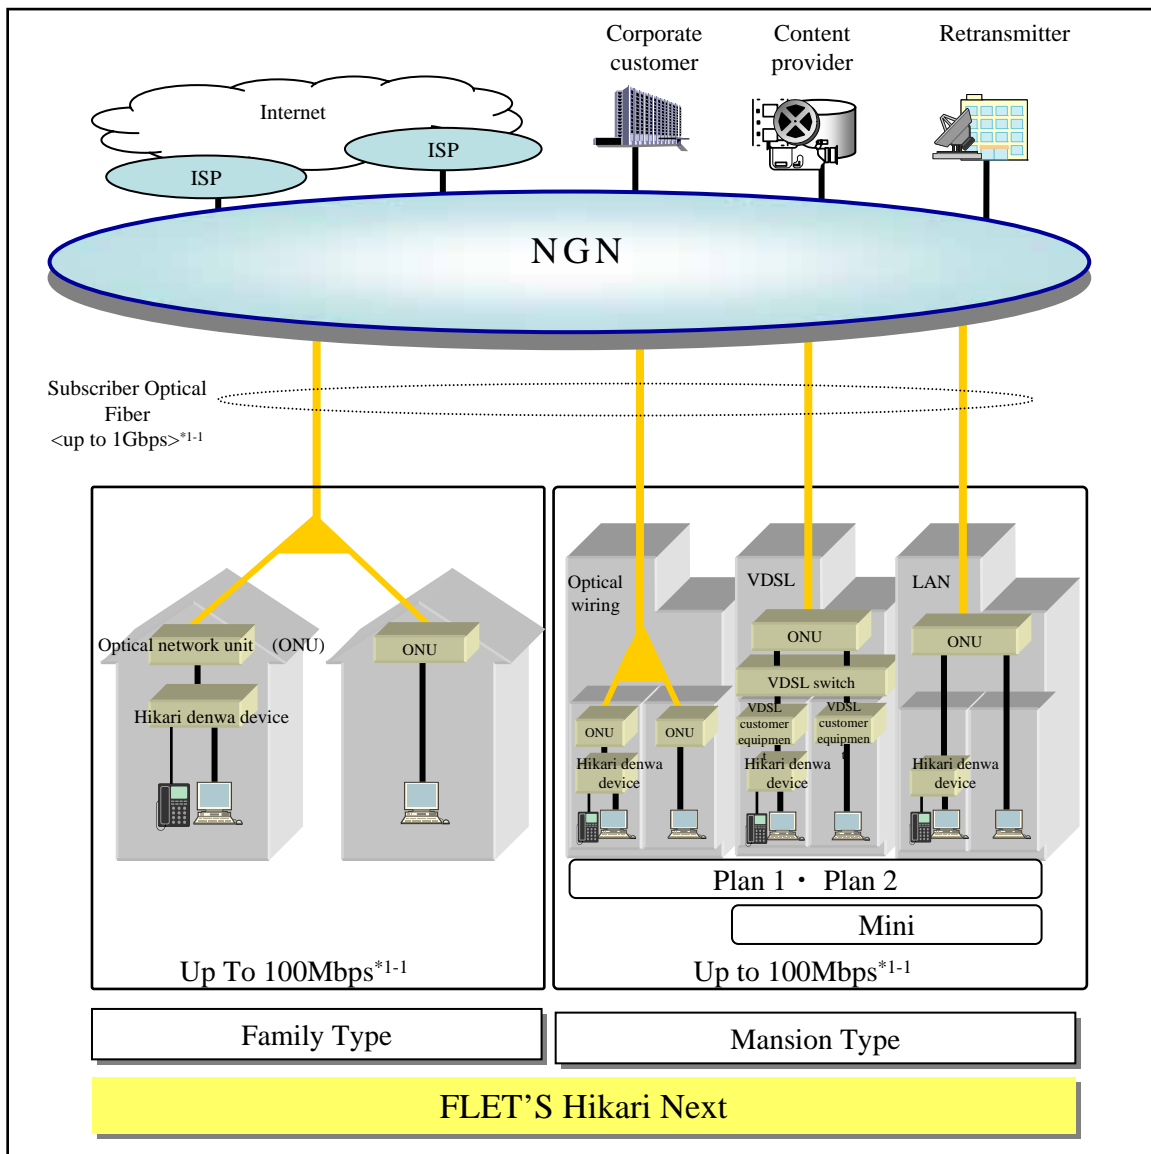 Corporate
customer
Content
provider
Retransmitter
Internet
ISP
ISP
NGN
Subscriber Optical
Fiber
<up to 1Gbps>*1-1
Optical
wiring
VDSL
LAN
Optical network unit (ONU)
ONU
ONU
ONU
VDSL switch
Hikari denwa device
ONU
ONU
VDSL
customer
equipmen
t
VDSL
customer
equipmen
t
Hikari denwa
device
Hikari denwa
device
Hikari denwa
device
Plan 1・ Plan 2
Mini
Up To 100Mbps*1-1
Up to 100Mbps*1-1
Family Type
Mansion Type
FLET’S Hikari Next